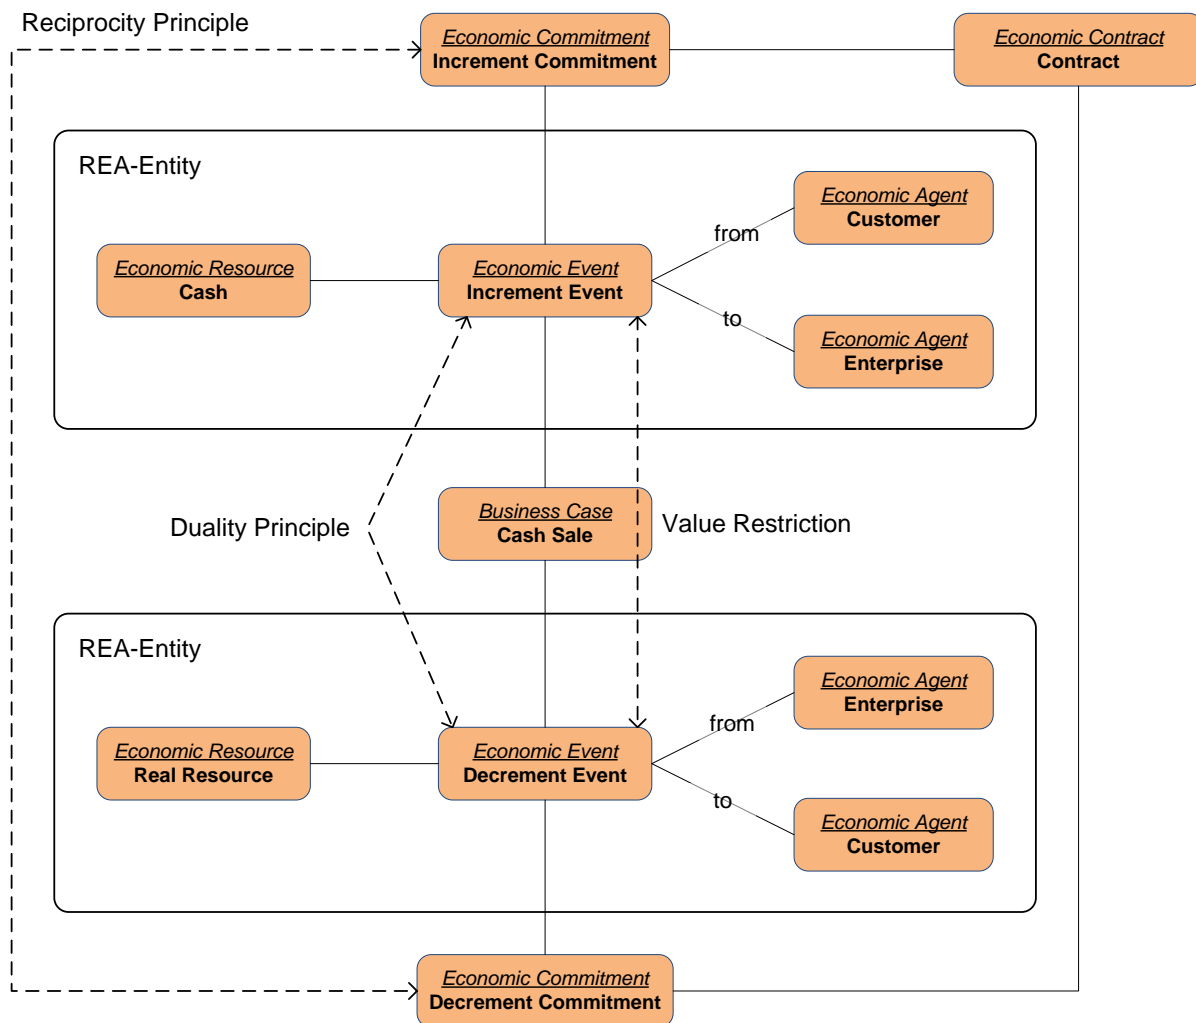 Reciprocity Principle
Economic Commitment
Increment Commitment
Economic Contract
Contract
REA-Entity
Economic Agent
Customer
from
Economic Resource
Cash
Economic Event
Increment Event
to
Economic Agent
Enterprise
Duality Principle
Business Case
Cash Sale
Value Restriction
REA-Entity
Economic Agent
Enterprise
from
Economic Resource
Real Resource
Economic Event
Decrement Event
to
Economic Agent
Customer
Economic Commitment
Decrement Commitment